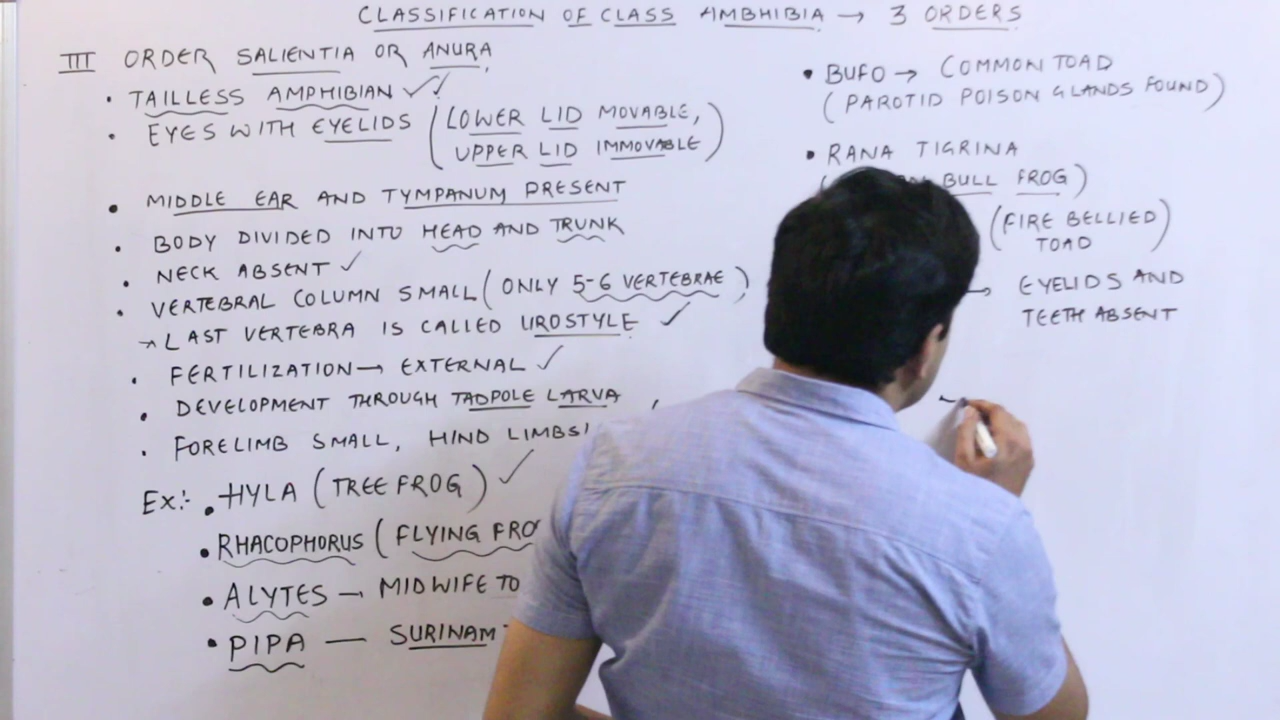 CLASSIFICATION OF CLASS AMBHIBIA → 3 ORDERS
III ORDER SALIENTIA OR ANURA
• TAILLESS AMPHIBIAN ✓✓
• EYES WITH EYELIDS (LOWER LID MOVABLE,
UPPER LID IMMOVABLE)
• MIDDLE EAR AND TYMPANUM PRESENT
• BODY DIVIDED INTO HEAD AND TRUNK
• NECK ABSENT ✓
• VERTEBRAL COLUMN SMALL (ONLY 5-6 VERTEBRAE)
→ LAST VERTEBRA IS CALLED UROSTYLE ✓
• FERTILIZATION → EXTERNAL ✓
• DEVELOPMENT THROUGH TADPOLE LARVA
• FORELIMB SMALL, HIND LIMBS
Ex:- • HYLA (TREE FROG) ✓
• RHACOPHORUS (FLYING FRO
• ALYTES → MIDWIFE TO
• PIPA — SURINAM
• BUFO → COMMON TOAD
(PAROTID POISON GLANDS FOUND)
• RANA TIGRINA
BULL FROG)
(FIRE BELLIED)
TOAD
→ EYELIDS AND
TEETH ABSENT